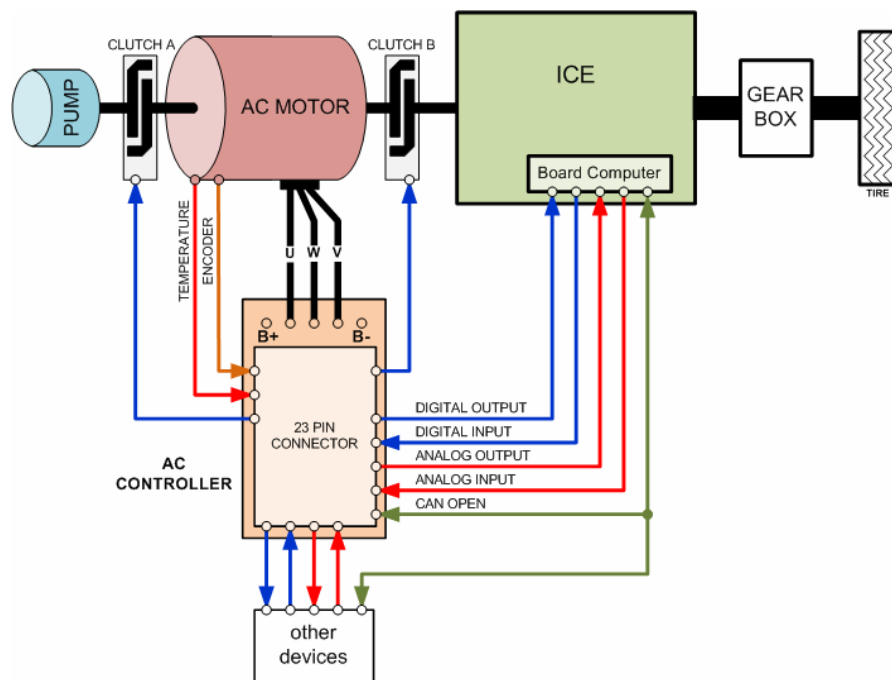 CLUTCH A
CLUTCH B
PUMP
AC MOTOR
ICE
GEAR
BOX
Board Computer
TIRE
TEMPERATURE
ENCODER
U
W
V
B+
B-
23 PIN
CONNECTOR
DIGITAL OUTPUT
DIGITAL INPUT
ANALOG OUTPUT
ANALOG INPUT
CAN OPEN
AC
CONTROLLER
other
devices